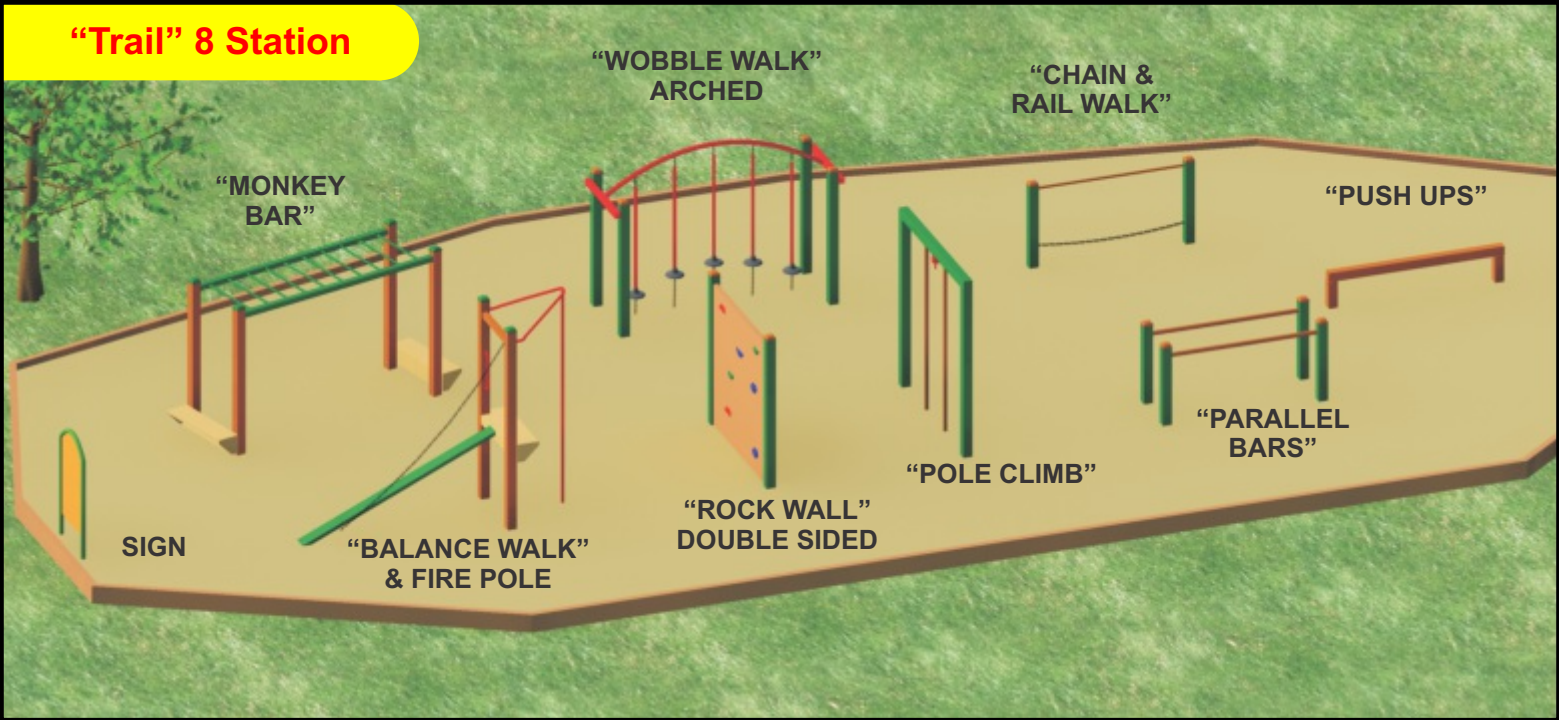 “Trail” 8 Station
“WOBBLE WALK”
ARCHED
“CHAIN &
RAIL WALK”
“MONKEY
BAR”
“PUSH UPS”
“PARALLEL
BARS”
“POLE CLIMB”
“ROCK WALL”
DOUBLE SIDED
SIGN
“BALANCE WALK”
& FIRE POLE